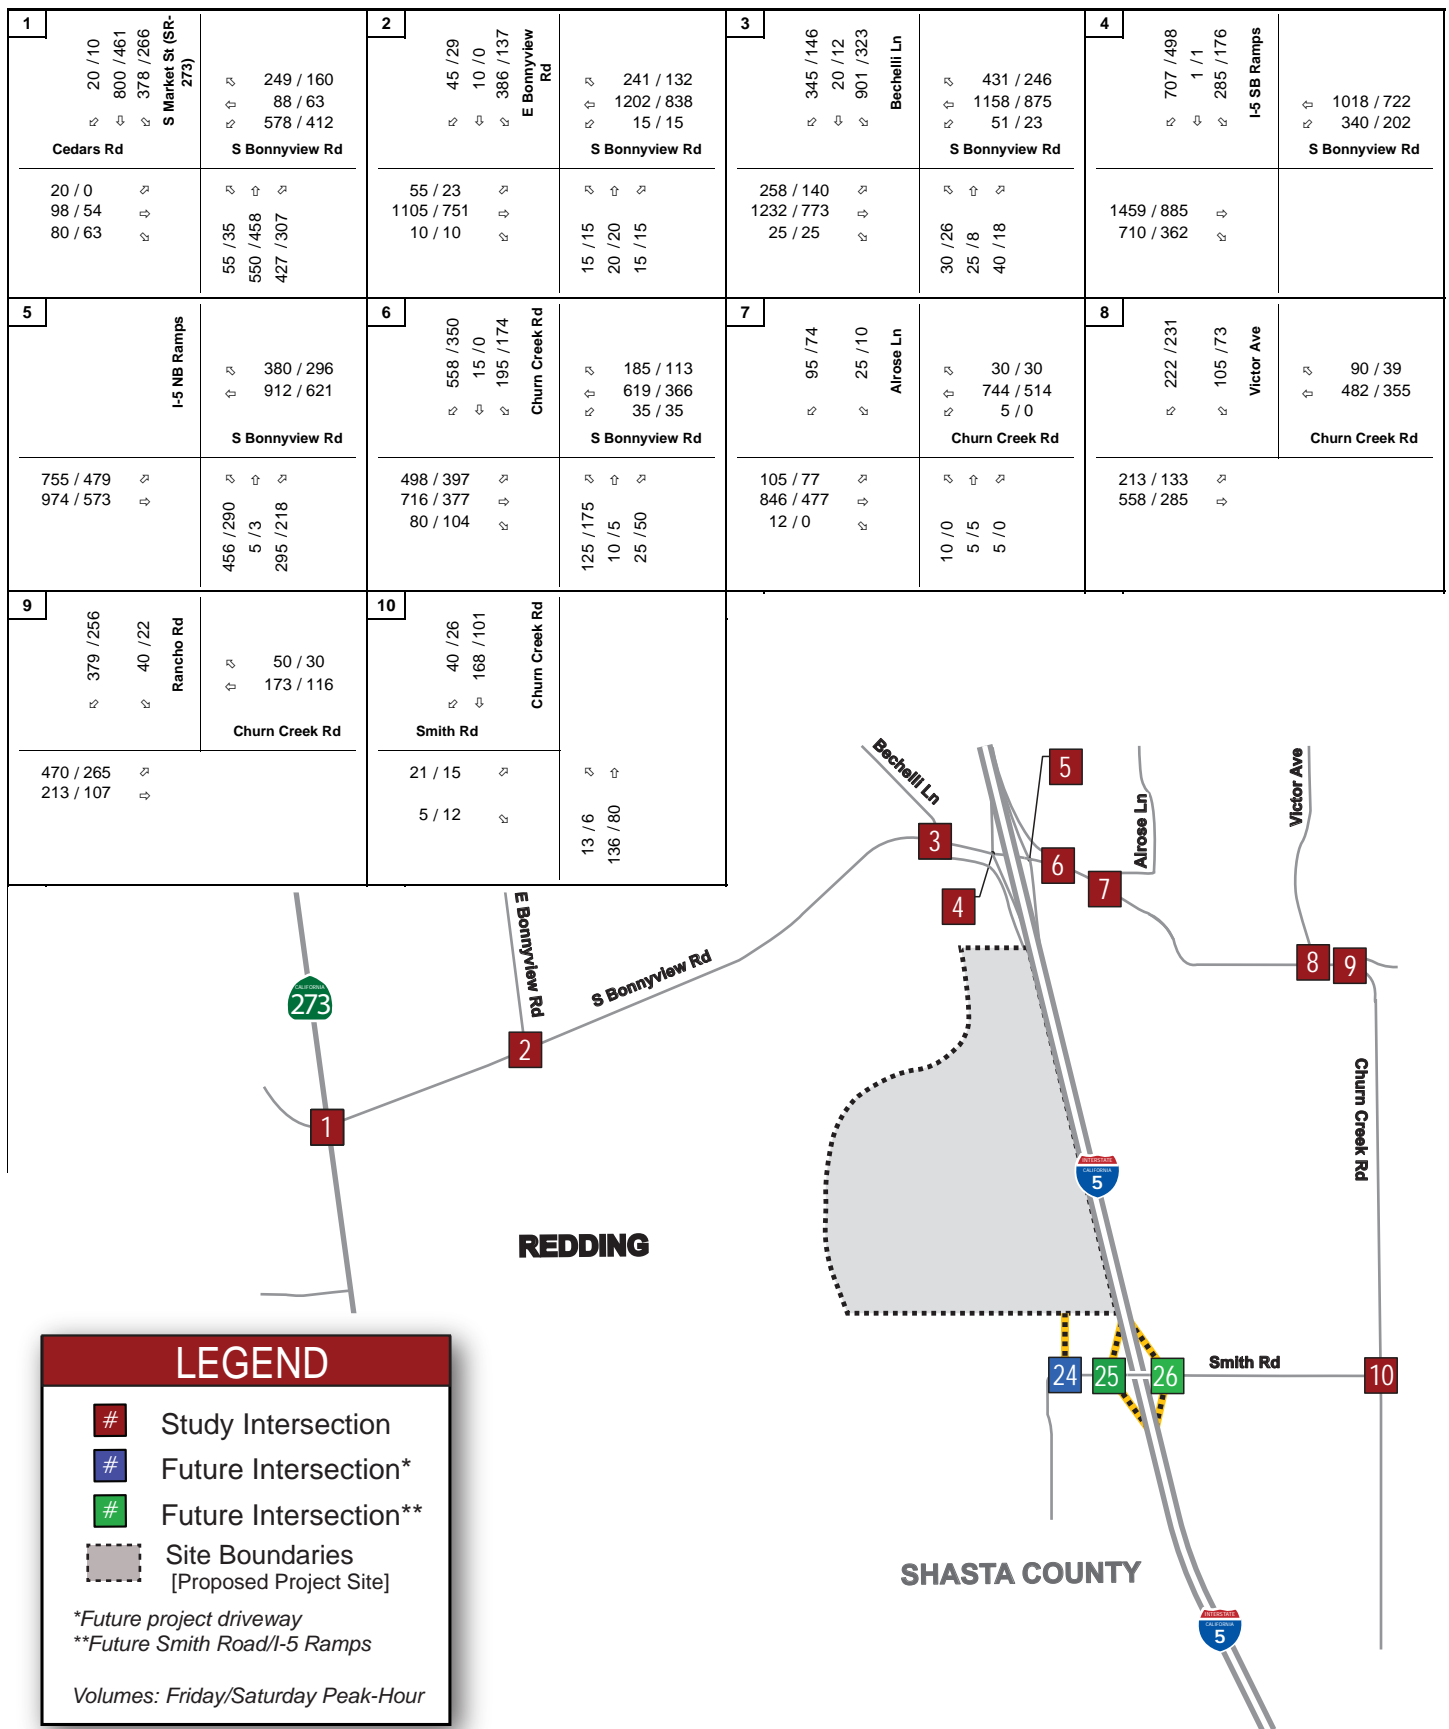 1
20 / 10
800 / 461
378 / 266
S Market St (SR-
273)
249 / 160
88 / 63
578 / 412
Cedars Rd
S Bonnyview Rd
20 / 0
98 / 54
80 / 63
55 / 35
550 / 458
427 / 307
2
45 / 29
10 / 0
386 / 137
E Bonnyview
Rd
241 / 132
1202 / 838
15 / 15
S Bonnyview Rd
55 / 23
1105 / 751
10 / 10
15 / 15
20 / 20
15 / 15
3
345 / 146
20 / 12
901 / 323
Bechelli Ln
431 / 246
1158 / 875
51 / 23
S Bonnyview Rd
258 / 140
1232 / 773
25 / 25
30 / 26
25 / 8
40 / 18
4
707 / 498
1 / 1
285 / 176
I-5 SB Ramps
1018 / 722
340 / 202
S Bonnyview Rd
1459 / 885
710 / 362
5
I-5 NB Ramps
380 / 296
912 / 621
S Bonnyview Rd
755 / 479
974 / 573
456 / 290
5 / 3
295 / 218
6
558 / 350
15 / 0
195 / 174
Churn Creek Rd
185 / 113
619 / 366
35 / 35
S Bonnyview Rd
498 / 397
716 / 377
80 / 104
125 / 175
10 / 5
25 / 50
7
95 / 74
25 / 10
Alrose Ln
30 / 30
744 / 514
5 / 0
Churn Creek Rd
105 / 77
846 / 477
12 / 0
10 / 0
5 / 5
5 / 0
8
222 / 231
105 / 73
Victor Ave
90 / 39
482 / 355
Churn Creek Rd
213 / 133
558 / 285
9
379 / 256
40 / 22
Rancho Rd
50 / 30
173 / 116
Churn Creek Rd
470 / 265
213 / 107
10
40 / 26
168 / 101
Churn Creek Rd
Smith Rd
21 / 15
5 / 12
13 / 6
136 / 80
Bechelli Ln
5
Alrose Ln
Victor Ave
3
6
7
4
8
9
E Bonnyview Rd
S Bonnyview Rd
CALIFORNIA
273
2
1
Churn Creek Rd
INTERSTATE
CALIFORNIA
5
REDDING
24
25
26
Smith Rd
10
SHASTA COUNTY
INTERSTATE
CALIFORNIA
5
LEGEND
# Study Intersection
# Future Intersection*
# Future Intersection**
Site Boundaries
[Proposed Project Site]
*Future project driveway
**Future Smith Road/I-5 Ramps
Volumes: Friday/Saturday Peak-Hour